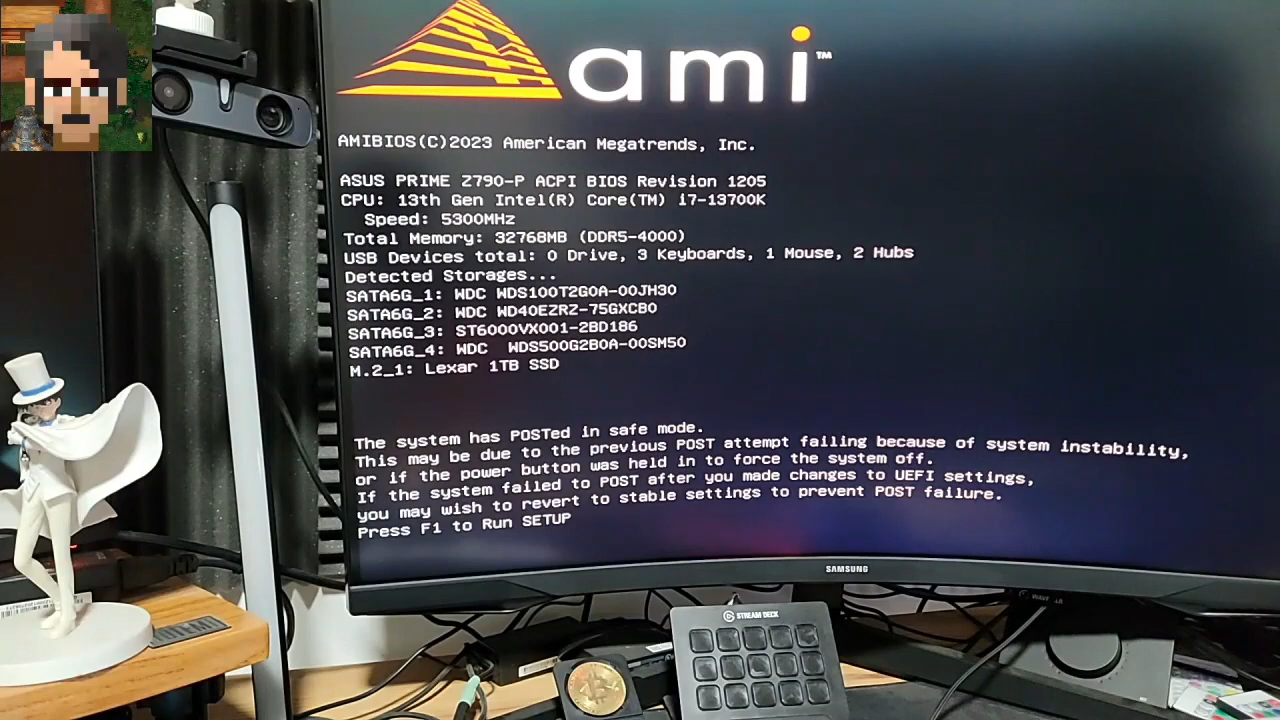 ami™
AMIBIOS(C)2023 American Megatrends, Inc.
ASUS PRIME Z790-P ACPI BIOS Revision 1205
CPU: 13th Gen Intel(R) Core(TM) i7-13700K
Speed: 5300MHz
Total Memory: 32768MB (DDR5-4000)
USB Devices total: 0 Drive, 3 Keyboards, 1 Mouse, 2 Hubs
Detected Storages...
SATA6G_1: WDC WDS100T2G0A-00JH30
SATA6G_2: WDC WD40EZRZ-75GXCB0
SATA6G_3: ST6000VX001-2BD186
SATA6G_4: WDC  WDS500G2B0A-00SM50
M.2_1: Lexar 1TB SSD
The system has POSTed in safe mode.
This may be due to the previous POST attempt failing because of system instability,
or if the power button was held in to force the system off.
If the system failed to POST after you made changes to UEFI settings,
you may wish to revert to stable settings to prevent POST failure.
Press F1 to Run SETUP
SAMSUNG
STREAM DECK